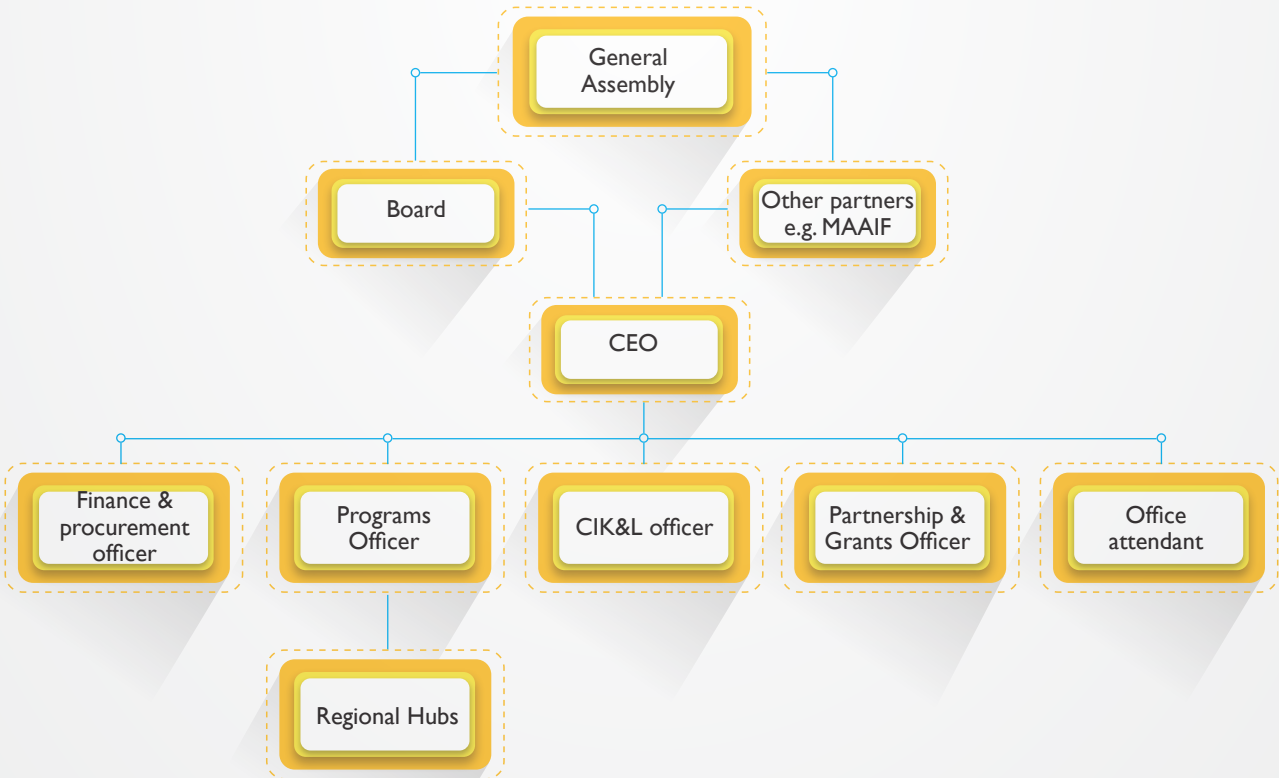 General
Assembly
Board
Other partners
e.g. MAAIF
CEO
Finance &
procurement
officer
Programs
Officer
CIK&L officer
Partnership &
Grants Officer
Office
attendant
Regional Hubs